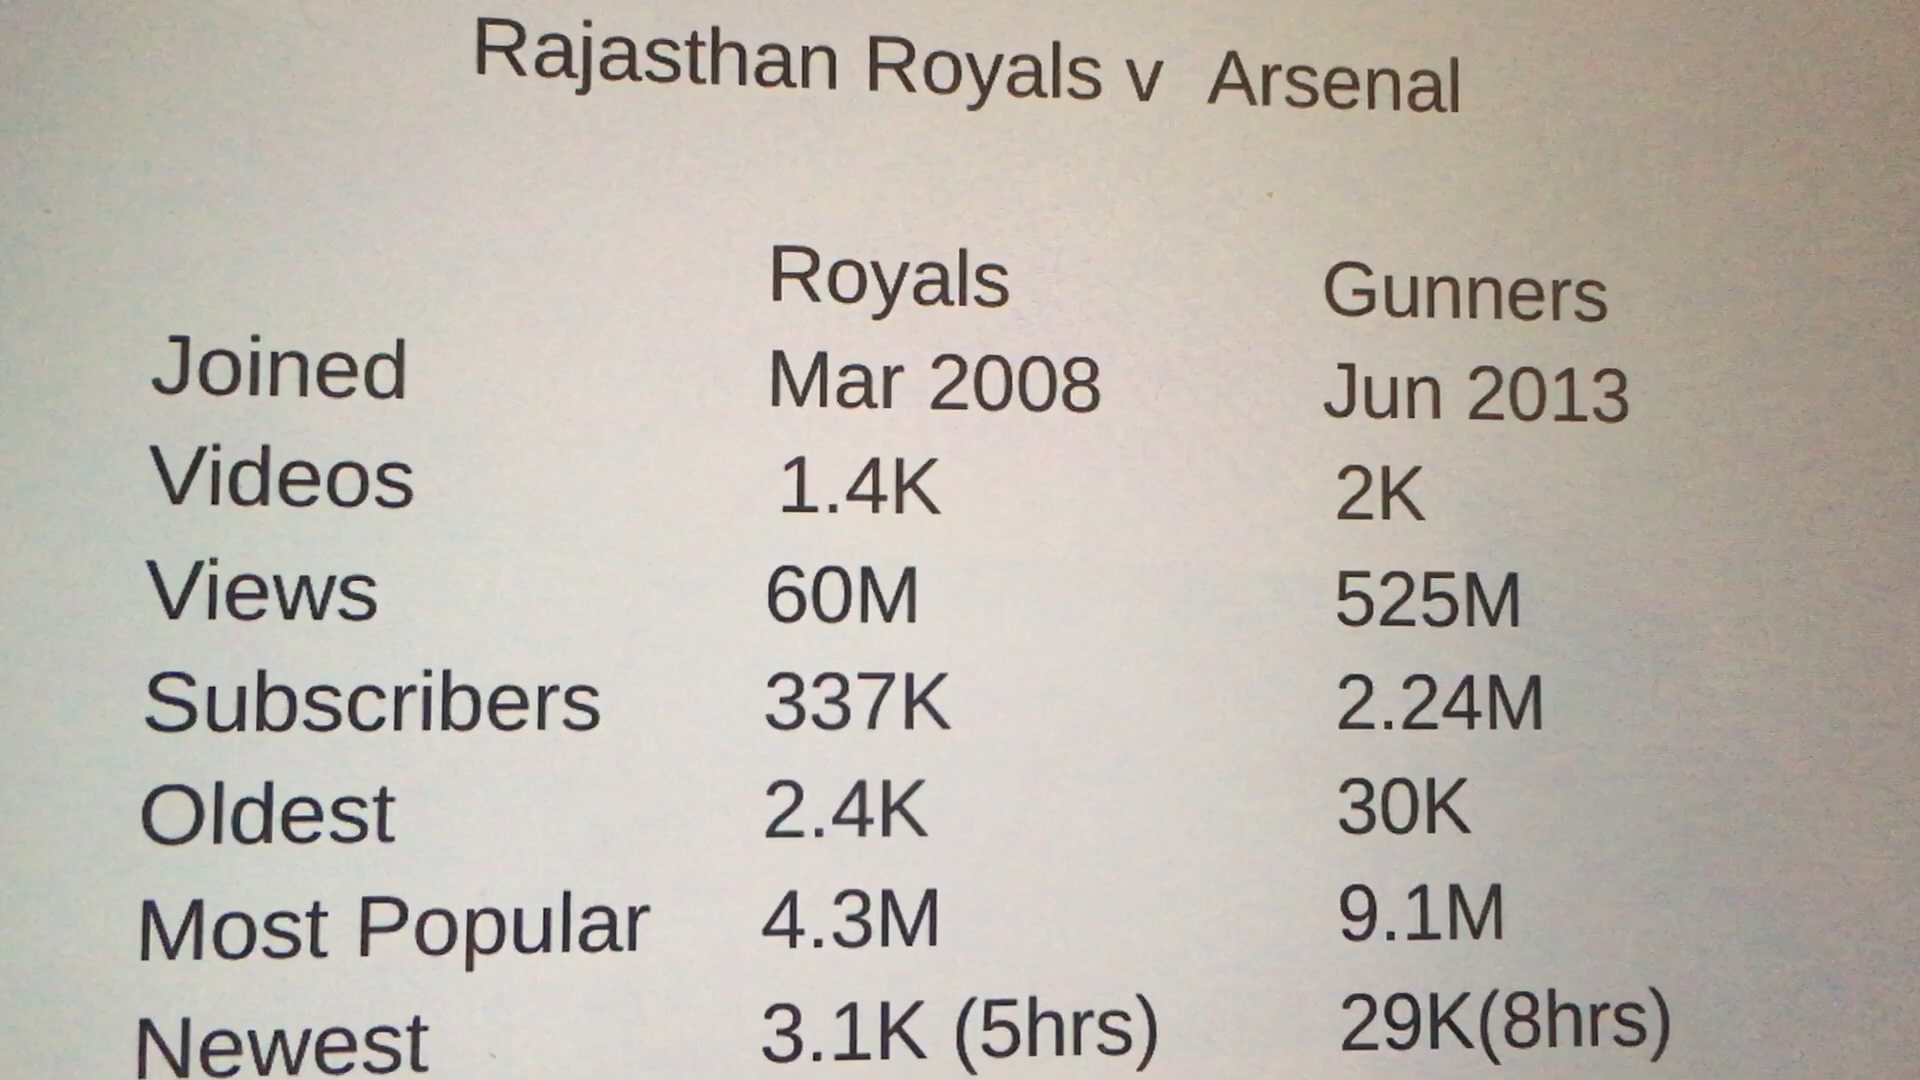 Rajasthan Royals v Arsenal
Royals Gunners
Joined Mar 2008 Jun 2013
Videos 1.4K 2K
Views 60M 525M
Subscribers 337K 2.24M
Oldest 2.4K 30K
Most Popular 4.3M 9.1M
Newest 3.1K (5hrs) 29K(8hrs)